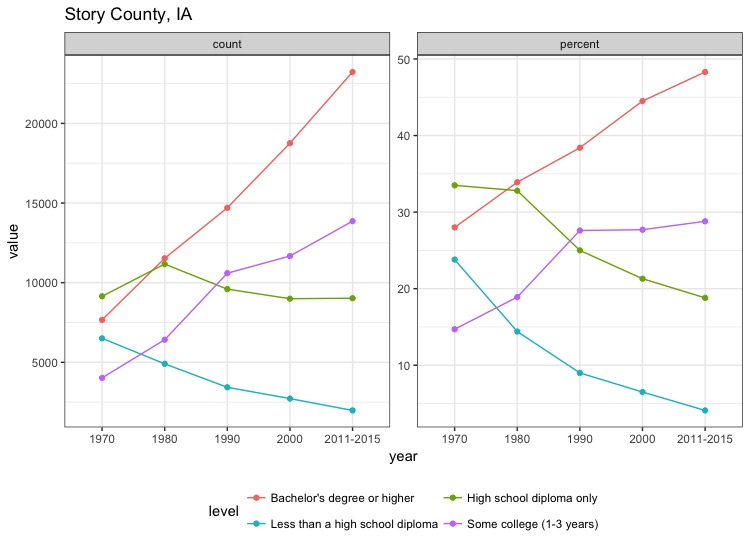 Story County, IA
count
percent
value
20000
15000
10000
5000
50
40
30
20
10
1970 1980 1990 2000 2011-2015
1970 1980 1990 2000 2011-2015
year
level
Bachelor's degree or higher
High school diploma only
Less than a high school diploma
Some college (1-3 years)